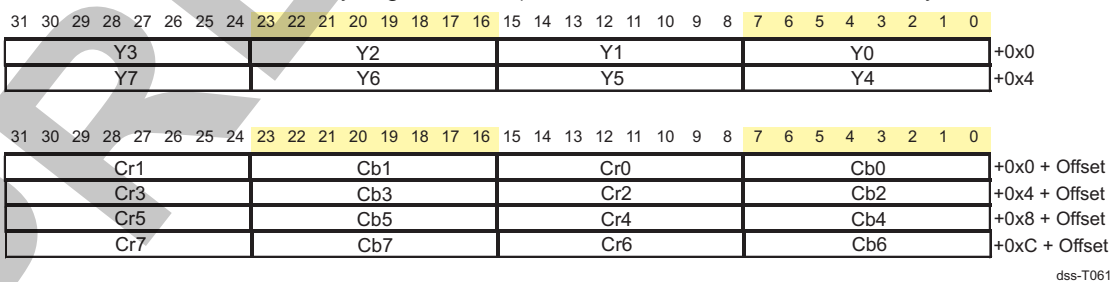 31 30 29 28 27 26 25 24 23 22 21 20 19 18 17 16 15 14 13 12 11 10 9 8 7 6 5 4 3 2 1 0
Y3 Y2 Y1 Y0 +0x0
Y7 Y6 Y5 Y4 +0x4
31 30 29 28 27 26 25 24 23 22 21 20 19 18 17 16 15 14 13 12 11 10 9 8 7 6 5 4 3 2 1 0
Cr1 Cb1 Cr0 Cb0 +0x0 + Offset
Cr3 Cb3 Cr2 Cb2 +0x4 + Offset
Cr5 Cb5 Cr4 Cb4 +0x8 + Offset
Cr7 Cb7 Cr6 Cb6 +0xC + Offset
dss-T061